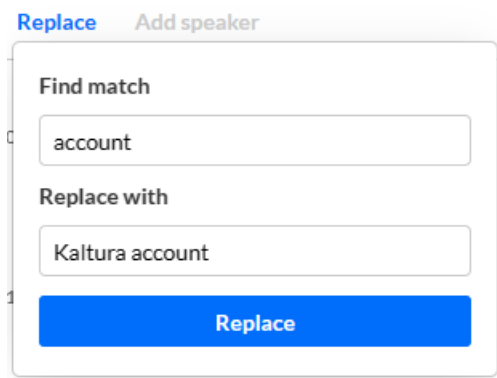 Replace Add speaker
Find match
account
Replace with
Kaltura account
Replace